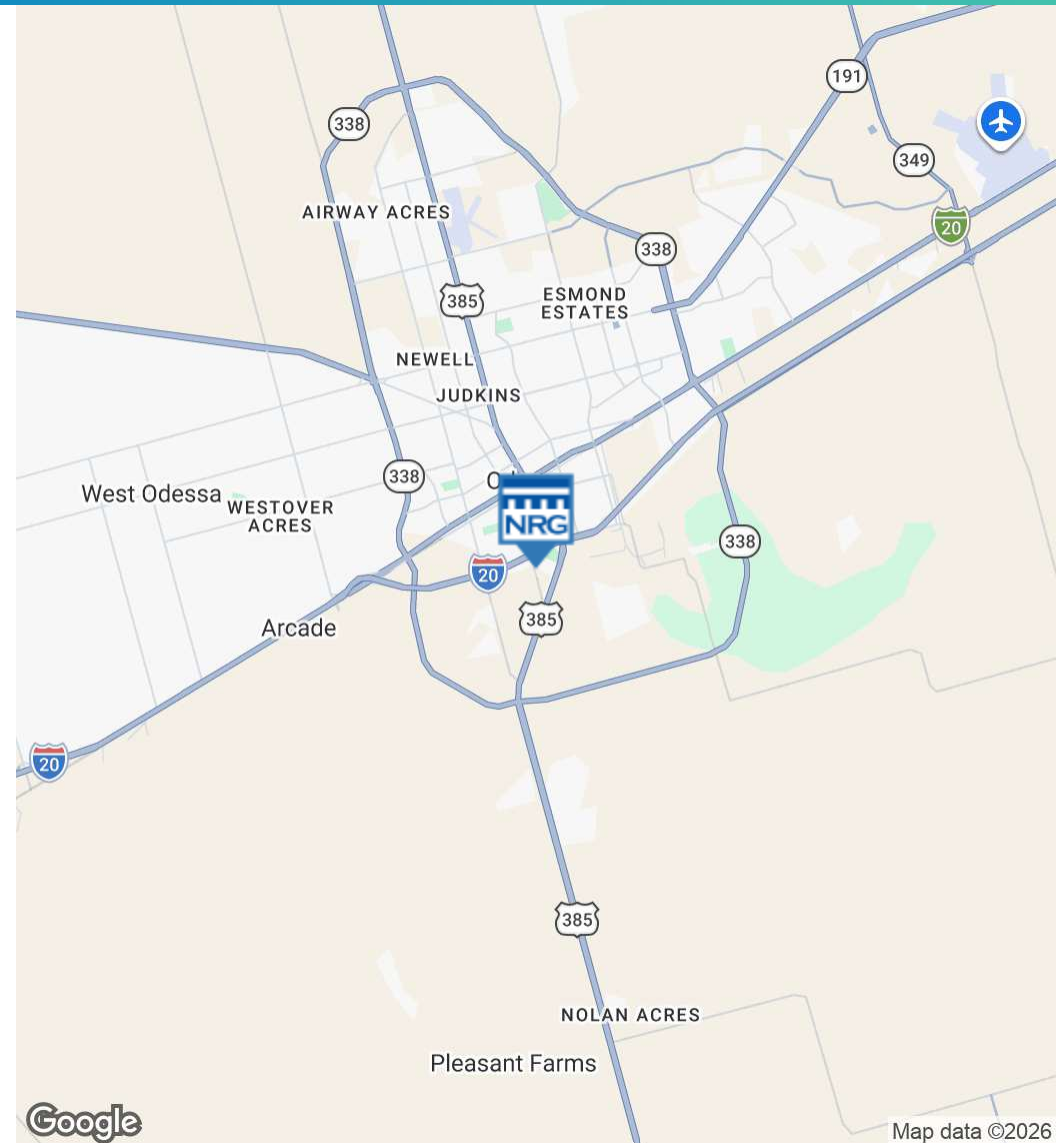 191
338
349
AIRWAY ACRES
20
338
385
ESMOND
ESTATES
NEWELL
JUDKINS
338
West Odessa
WESTOVER
ACRES
NRG
338
20
385
Arcade
20
385
NOLAN ACRES
Pleasant Farms
Google
Map data ©2026